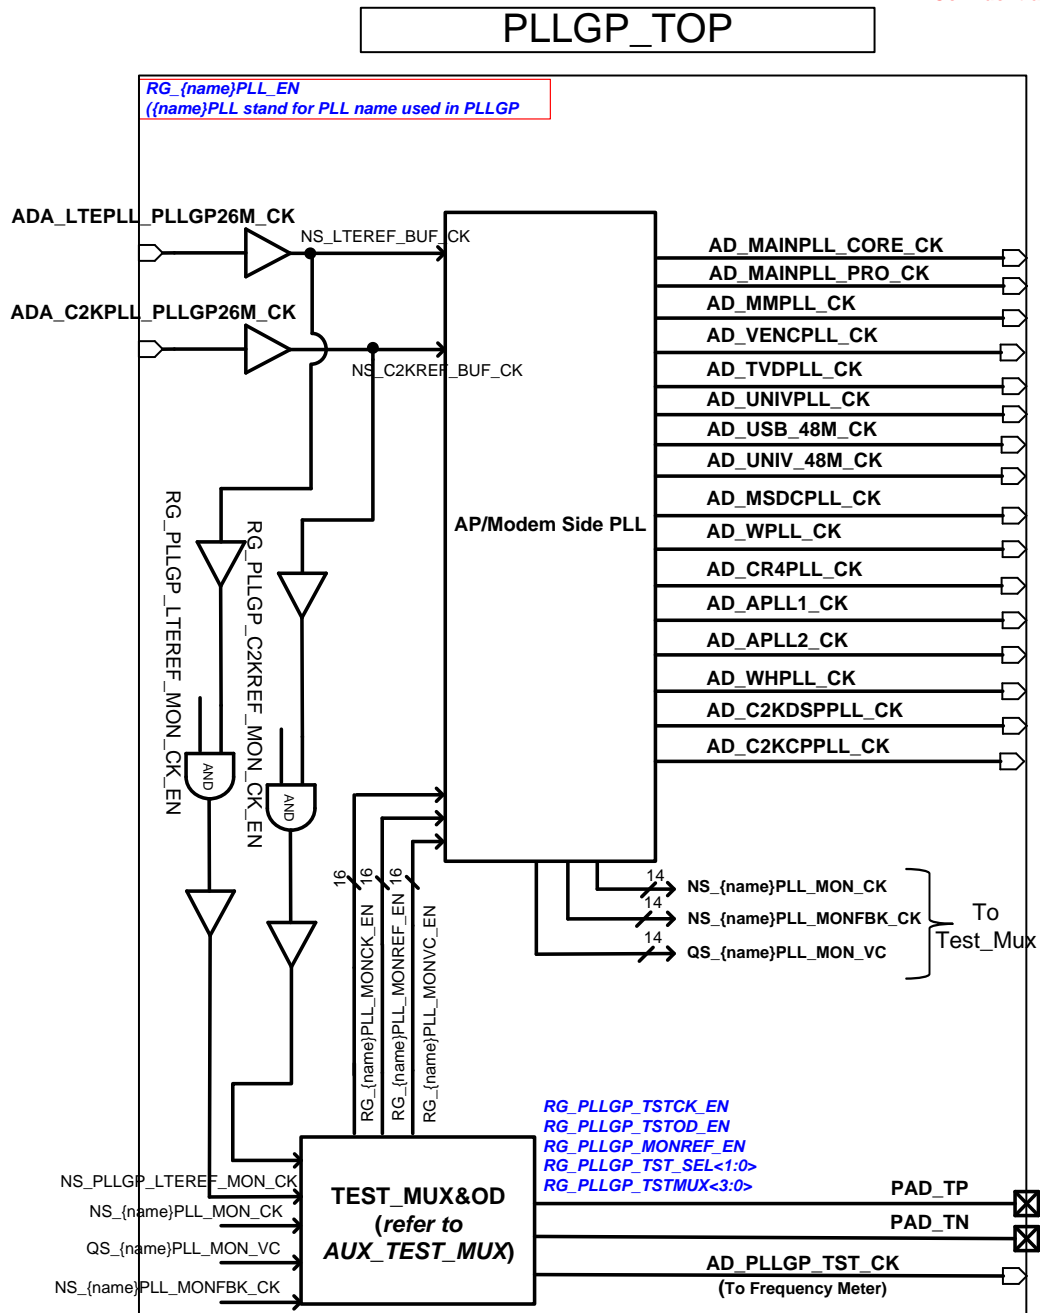 PLLGP_TOP
RG_{name}PLL_EN
({name}PLL stand for PLL name used in PLLGP
ADA_LTEPLL_PLLGP26M_CK
NS_LTEREF_BUF_CK
ADA_C2KPLL_PLLGP26M_CK
NS_C2KREF_BUF_CK
AP/Modem Side PLL
AD_MAINPLL_CORE_CK
AD_MAINPLL_PRO_CK
AD_MMPLL_CK
AD_VENCPLL_CK
AD_TVDPLL_CK
AD_UNIVPLL_CK
AD_USB_48M_CK
AD_UNIV_48M_CK
AD_MSDCPLL_CK
AD_WPLL_CK
AD_CR4PLL_CK
AD_APLL1_CK
AD_APLL2_CK
AD_WHPLL_CK
AD_C2KDSPPLL_CK
AD_C2KCPPLL_CK
RG_PLLGP_LTEREF_MON_CK_EN
RG_PLLGP_C2KREF_MON_CK_EN
AND
AND
16
16
16
RG_{name}PLL_MONCK_EN
RG_{name}PLL_MONREF_EN
RG_{name}PLL_MONVC_EN
14
NS_{name}PLL_MON_CK
14
NS_{name}PLL_MONFBK_CK
14
QS_{name}PLL_MON_VC
To
Test_Mux
RG_PLLGP_TSTCK_EN
RG_PLLGP_TSTOD_EN
RG_PLLGP_MONREF_EN
RG_PLLGP_TST_SEL<1:0>
RG_PLLGP_TSTMUX<3:0>
NS_PLLGP_LTEREF_MON_CK
NS_{name}PLL_MON_CK
QS_{name}PLL_MON_VC
NS_{name}PLL_MONFBK_CK
TEST_MUX&OD
(refer to
AUX_TEST_MUX)
PAD_TP
PAD_TN
AD_PLLGP_TST_CK
(To Frequency Meter)